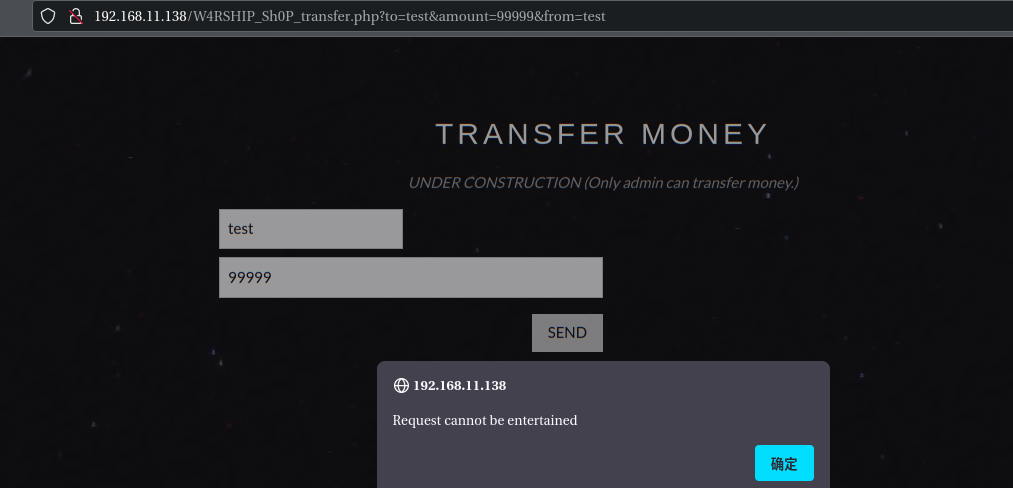 192.168.11.138/W4RSHIP_Sh0P_transfer.php?to=test&amount=99999&from=test
TRANSFER MONEY
UNDER CONSTRUCTION (Only admin can transfer money.)
test
99999
SEND
192.168.11.138
Request cannot be entertained
确定